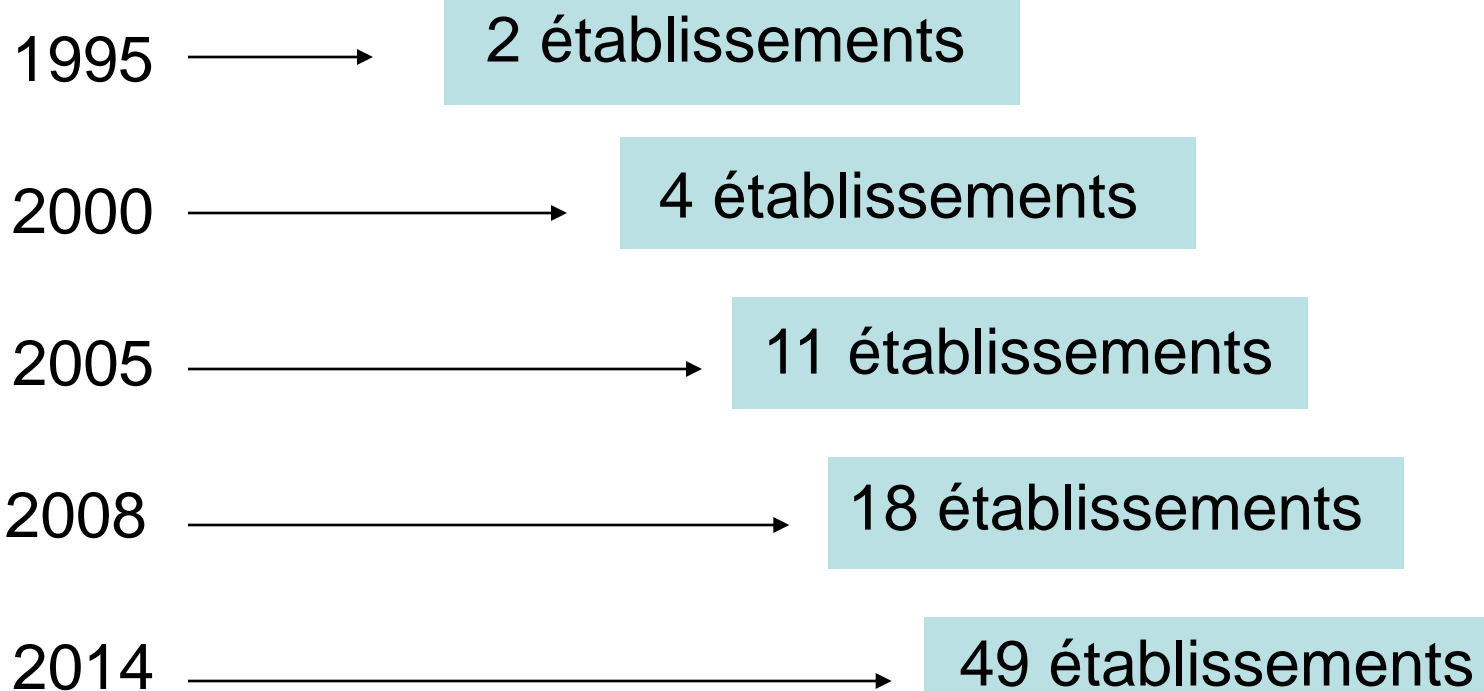 1995 2 établissements
2000 4 établissements
2005 11 établissements
2008 18 établissements
2014 49 établissements